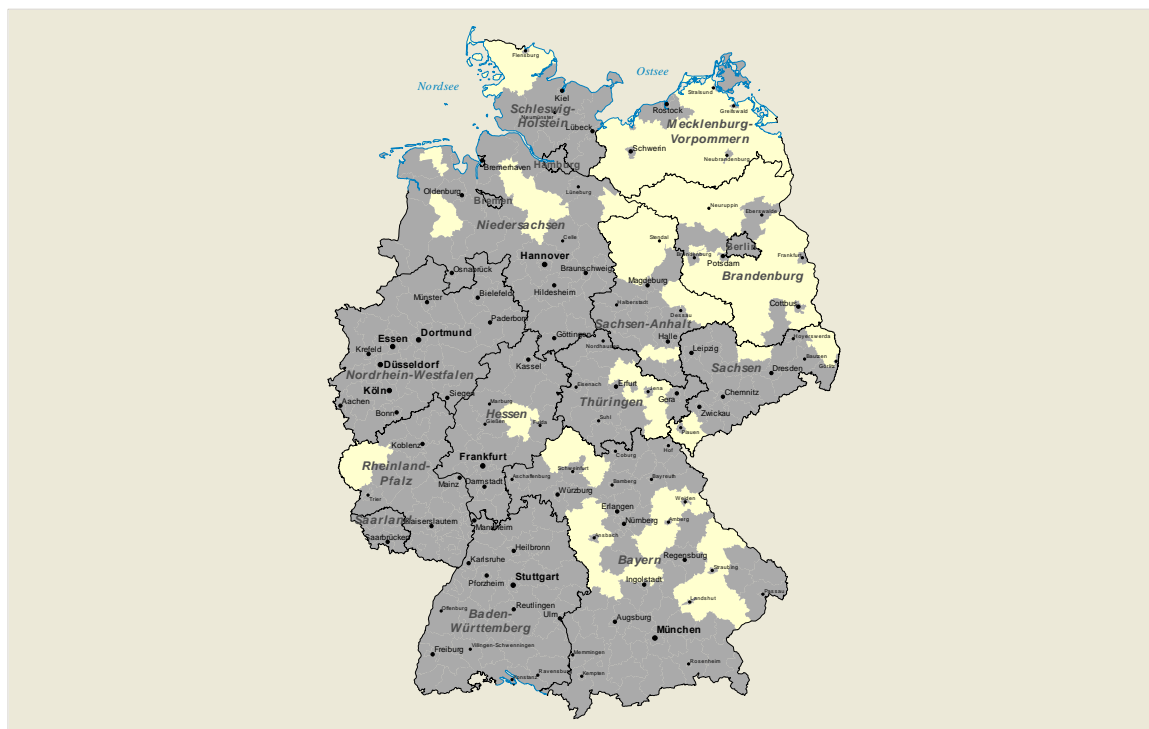 Flensburg
Nordsee
Ostsee
Stralsund
Kiel
Greifswald
Schleswig-
Holstein
Neumünster
Rostock
Lübeck
Mecklenburg-
Vorpommern
Schwerin
Neubrandenburg
Bremerhaven
Hamburg
Oldenburg
Lüneburg
Bremen
Neuruppin
Eberswalde
Niedersachsen
Celle
Stendal
Berlin
Hannover
Brandenburg
Potsdam
Frankfurt
Osnabrück
Braunschweig
Brandenburg
Magdeburg
Münster
Bielefeld
Hildesheim
Halberstadt
Cottbus
Dessau
Paderborn
Sachsen-Anhalt
Essen
Dortmund
Göttingen
Halle
Hoyerswerda
Krefeld
Nordhausen
Leipzig
Düsseldorf
Kassel
Bautzen
Görlitz
Nordrhein-Westfalen
Sachsen
Dresden
Köln
Eisenach
Erfurt
Jena
Siegen
Chemnitz
Aachen
Marburg
Thüringen
Gera
Bonn
Hessen
Zwickau
Gießen
Fulda
Suhl
Plauen
Koblenz
Hof
Coburg
Frankfurt
Rheinland-
Pfalz
Schweinfurt
Aschaffenburg
Bayreuth
Mainz
Darmstadt
Bamberg
Trier
Würzburg
Weiden
Erlangen
Saarland
Kaiserslautern
Mannheim
Nürnberg
Amberg
Saarbrücken
Ansbach
Heilbronn
Bayern
Regensburg
Karlsruhe
Straubing
Pforzheim
Stuttgart
Ingolstadt
Passau
Landshut
Offenburg
Reutlingen
Baden-
Württemberg
Ulm
Augsburg
München
Villingen-Schwenningen
Freiburg
Memmingen
Rosenheim
Ravensburg
Konstanz
Kempten